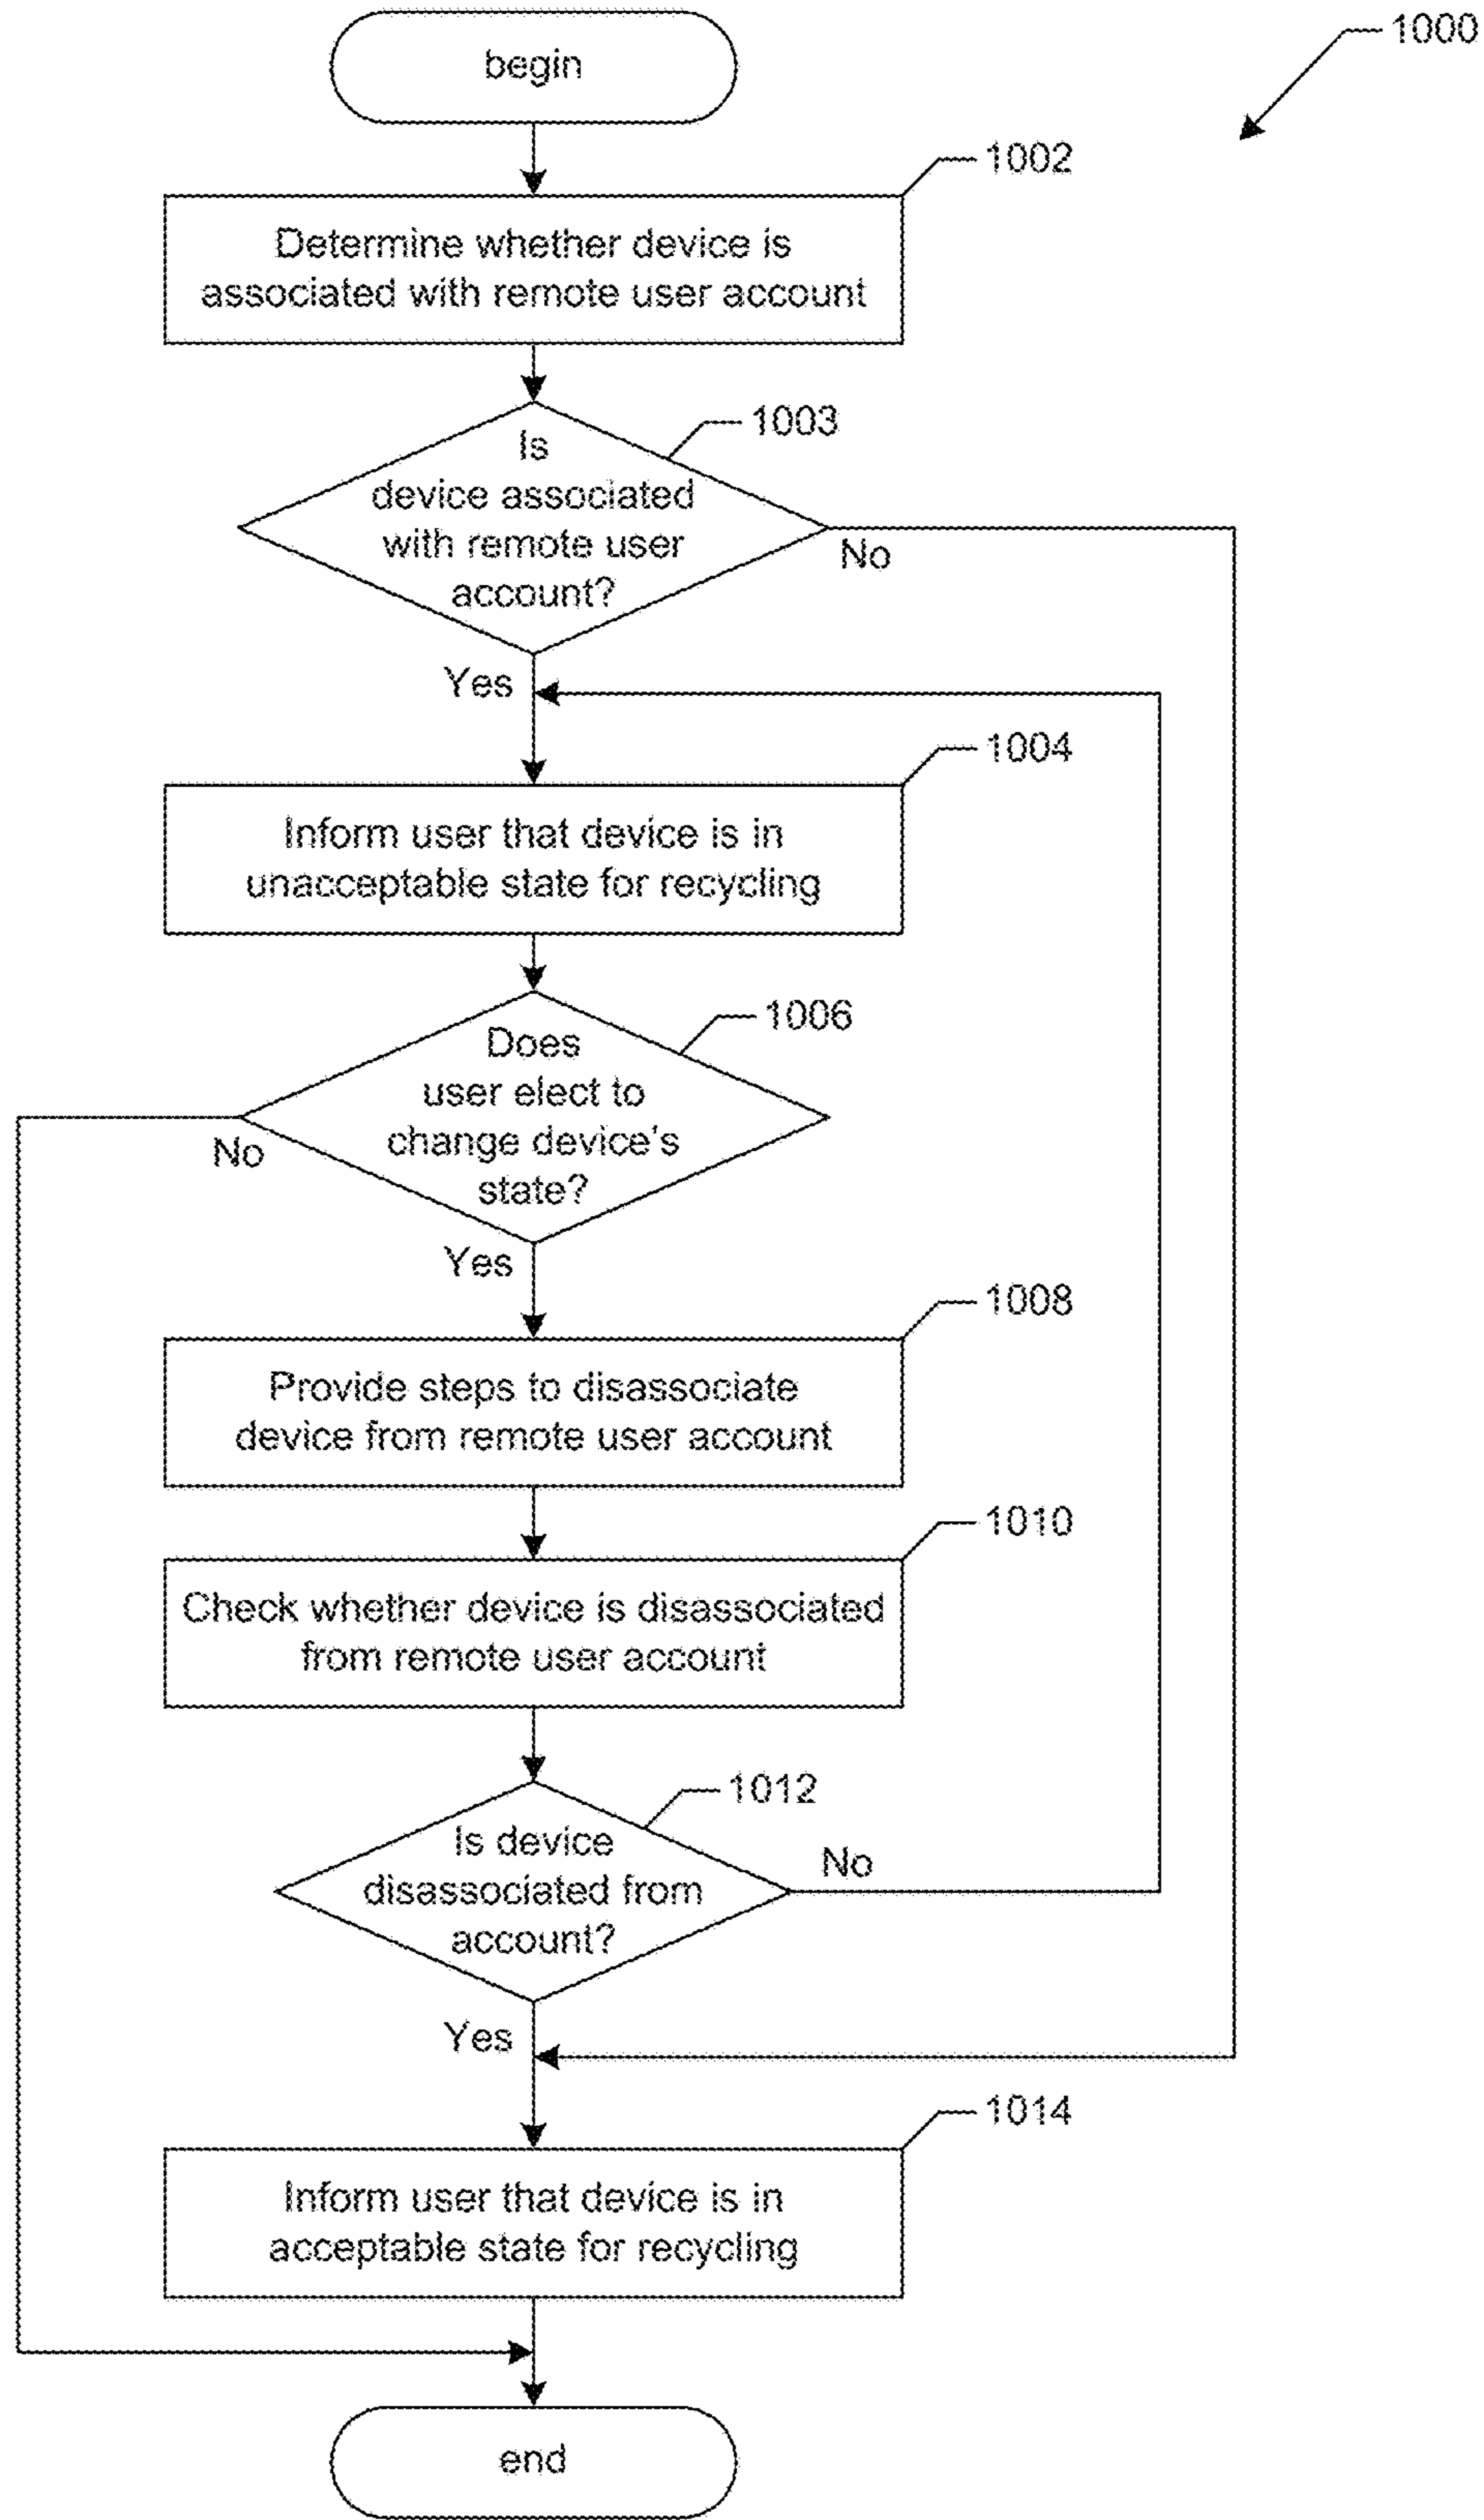 1000
begin
1002
Determine whether device is
associated with remote user account
1003
Is
device associated
with remote user
account?
No
Yes
1004
Inform user that device is in
unacceptable state for recycling
1006
Does
user elect to
change device's
state?
No
Yes
1008
Provide steps to disassociate
device from remote user account
1010
Check whether device is disassociated
from remote user account
1012
Is device
disassociated from
account?
No
Yes
1014
Inform user that device is in
acceptable state for recycling
end